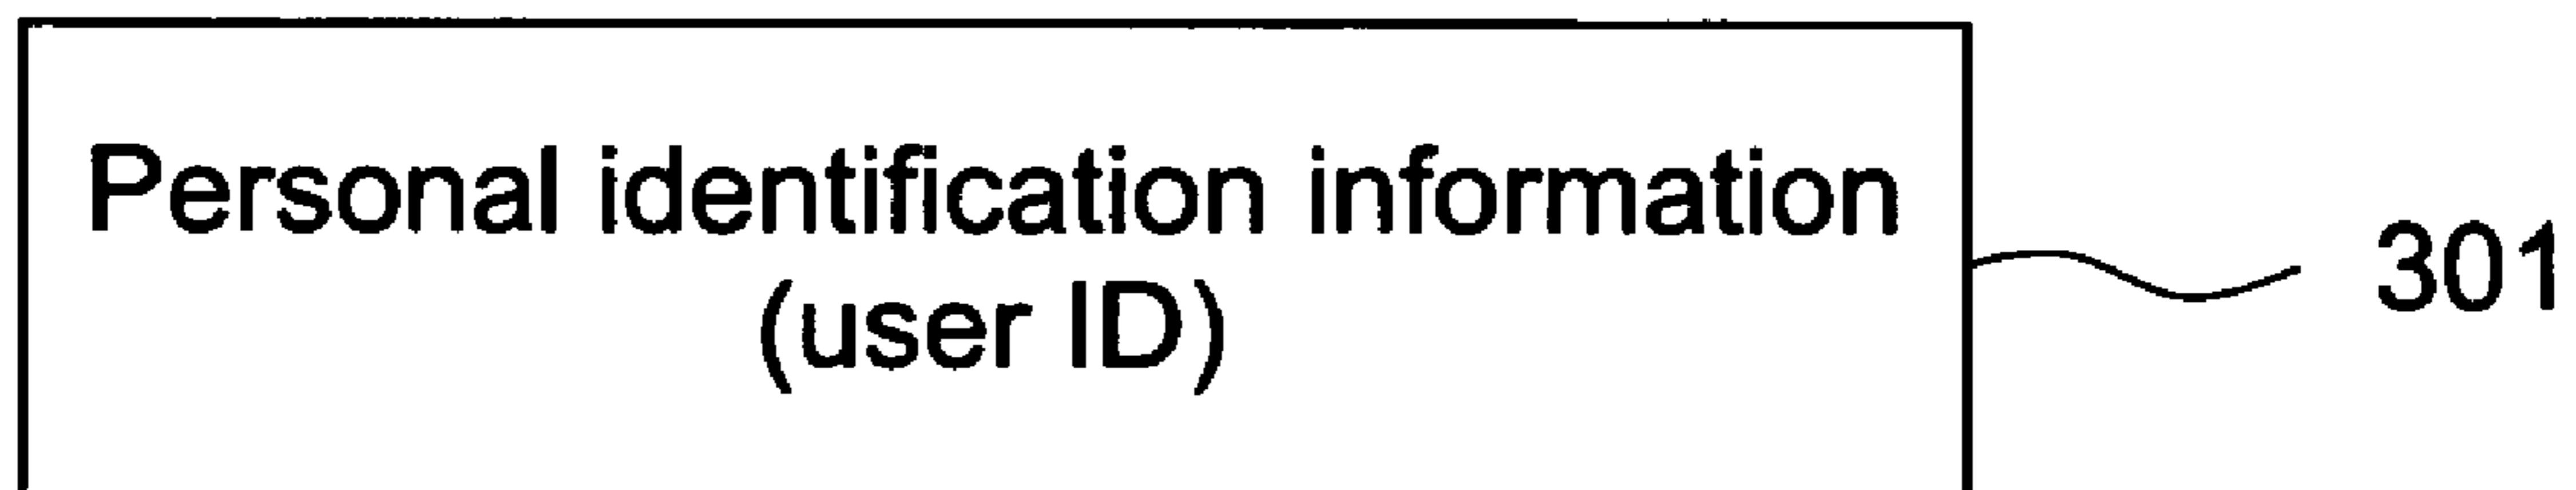 Personal identification information
(user ID)
301